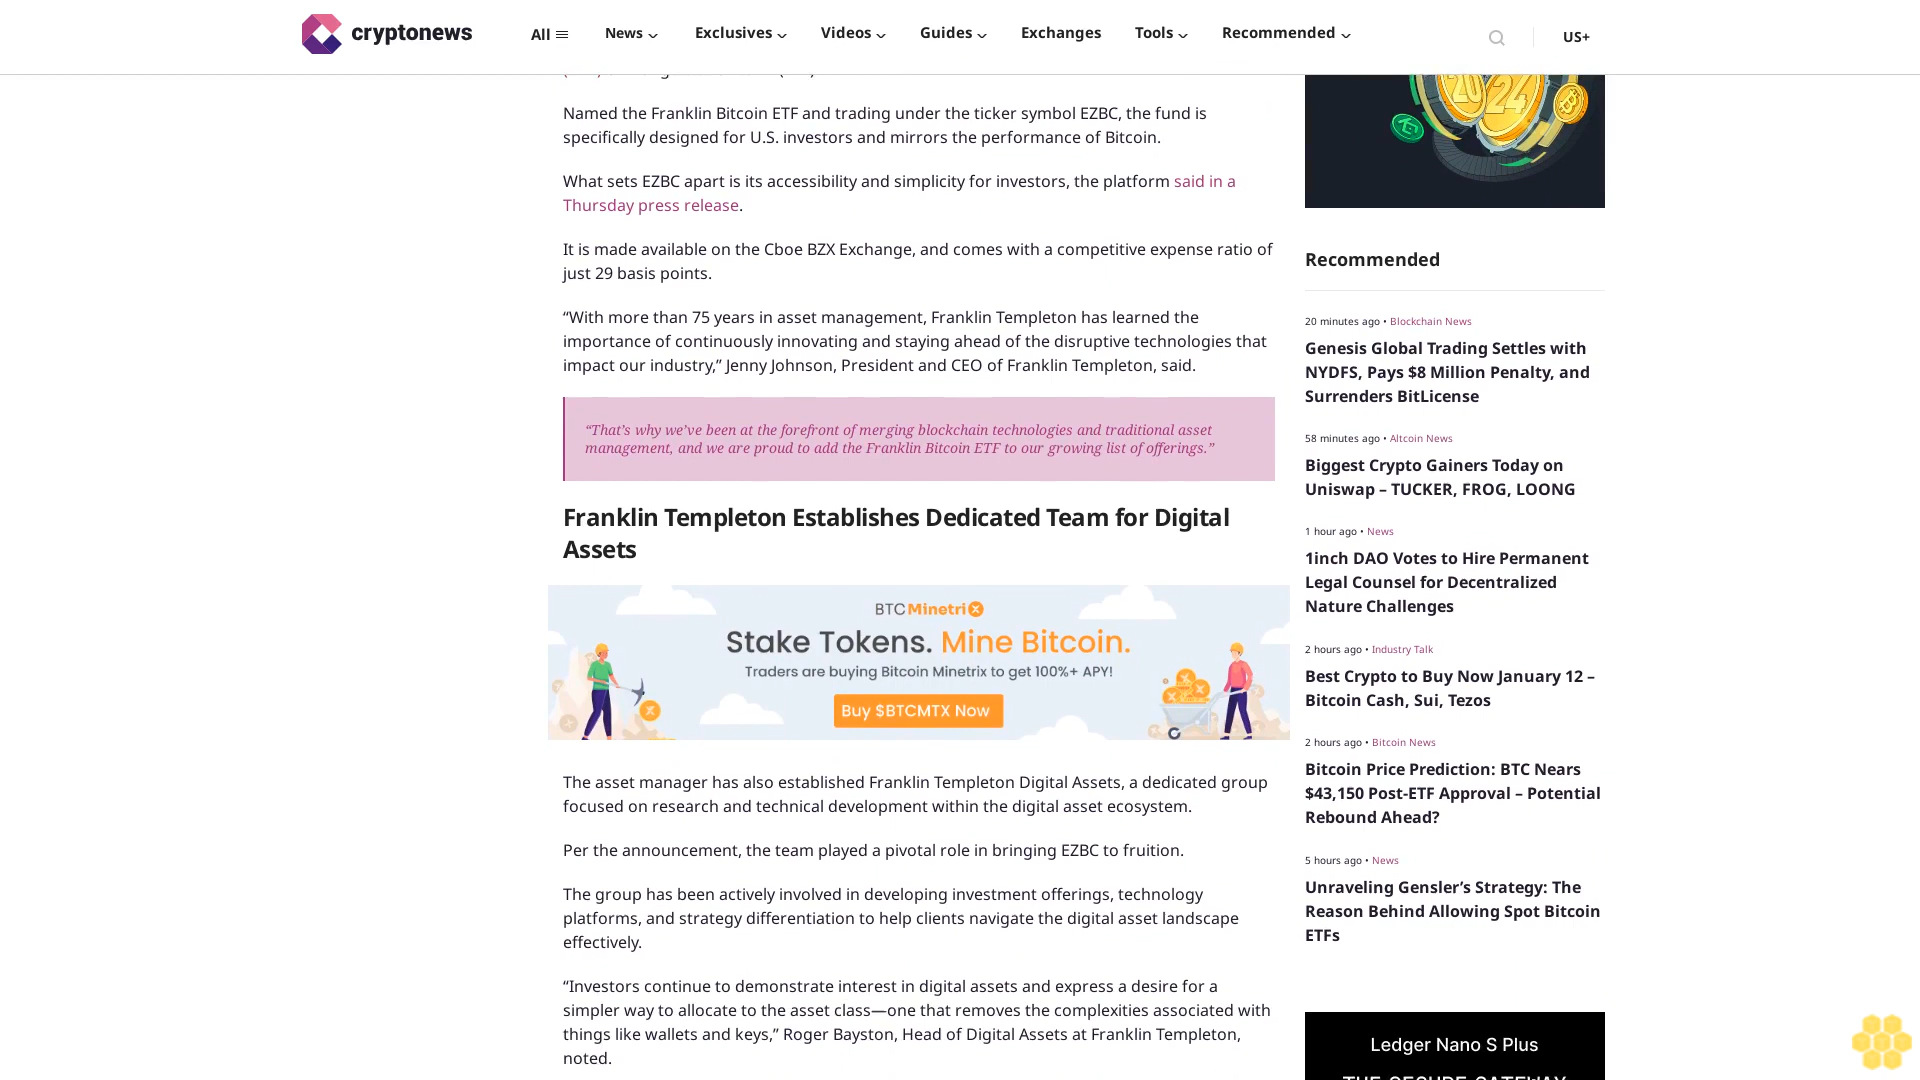 cryptonews
All
News
Exclusives
Videos
Guides
Exchanges
Tools
Recommended
US+
Named the Franklin Bitcoin ETF and trading under the ticker symbol EZBC, the fund is
specifically designed for U.S. investors and mirrors the performance of Bitcoin.
What sets EZBC apart is its accessibility and simplicity for investors, the platform said in a
Thursday press release.
It is made available on the Cboe BZX Exchange, and comes with a competitive expense ratio of
just 29 basis points.
“With more than 75 years in asset management, Franklin Templeton has learned the
importance of continuously innovating and staying ahead of the disruptive technologies that
impact our industry,” Jenny Johnson, President and CEO of Franklin Templeton, said.
“That’s why we’ve been at the forefront of merging blockchain technologies and traditional asset
management, and we are proud to add the Franklin Bitcoin ETF to our growing list of offerings.”
Franklin Templeton Establishes Dedicated Team for Digital
Assets
BTC Minetrix
Stake Tokens. Mine Bitcoin.
Traders are buying Bitcoin Minetrix to get 100%+ APY!
Buy $BTCMTX Now
The asset manager has also established Franklin Templeton Digital Assets, a dedicated group
focused on research and technical development within the digital asset ecosystem.
Per the announcement, the team played a pivotal role in bringing EZBC to fruition.
The group has been actively involved in developing investment offerings, technology
platforms, and strategy differentiation to help clients navigate the digital asset landscape
effectively.
“Investors continue to demonstrate interest in digital assets and express a desire for a
simpler way to allocate to the asset class—one that removes the complexities associated with
things like wallets and keys,” Roger Bayston, Head of Digital Assets at Franklin Templeton,
noted.
20
24
Recommended
20 minutes ago • Blockchain News
Genesis Global Trading Settles with
NYDFS, Pays $8 Million Penalty, and
Surrenders BitLicense
58 minutes ago • Altcoin News
Biggest Crypto Gainers Today on
Uniswap – TUCKER, FROG, LOONG
1 hour ago • News
1inch DAO Votes to Hire Permanent
Legal Counsel for Decentralized
Nature Challenges
2 hours ago • Industry Talk
Best Crypto to Buy Now January 12 –
Bitcoin Cash, Sui, Tezos
2 hours ago • Bitcoin News
Bitcoin Price Prediction: BTC Nears
$43,150 Post-ETF Approval – Potential
Rebound Ahead?
5 hours ago • News
Unraveling Gensler’s Strategy: The
Reason Behind Allowing Spot Bitcoin
ETFs
Ledger Nano S Plus
THE SECURE GATEWAY